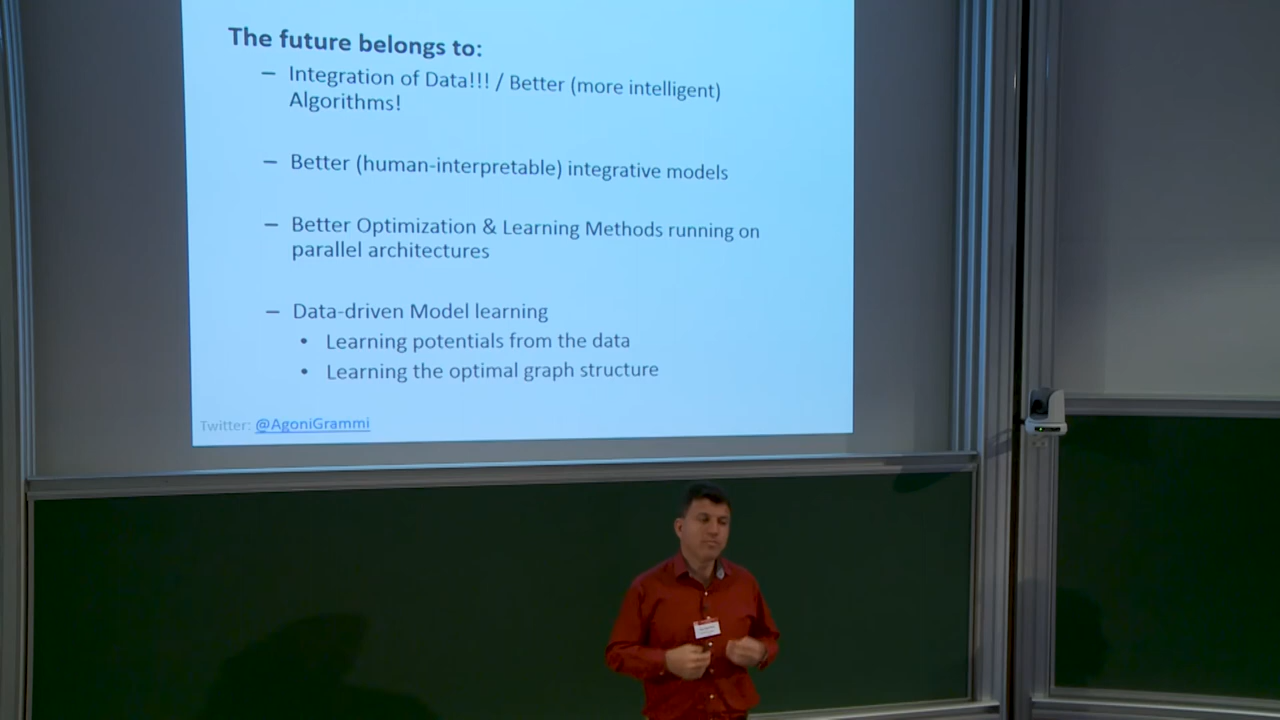 The future belongs to:
– Integration of Data!!! / Better (more intelligent)
Algorithms!
– Better (human-interpretable) integrative models
– Better Optimization & Learning Methods running on
parallel architectures
– Data-driven Model learning
• Learning potentials from the data
• Learning the optimal graph structure
Twitter: @AgoniGrammi